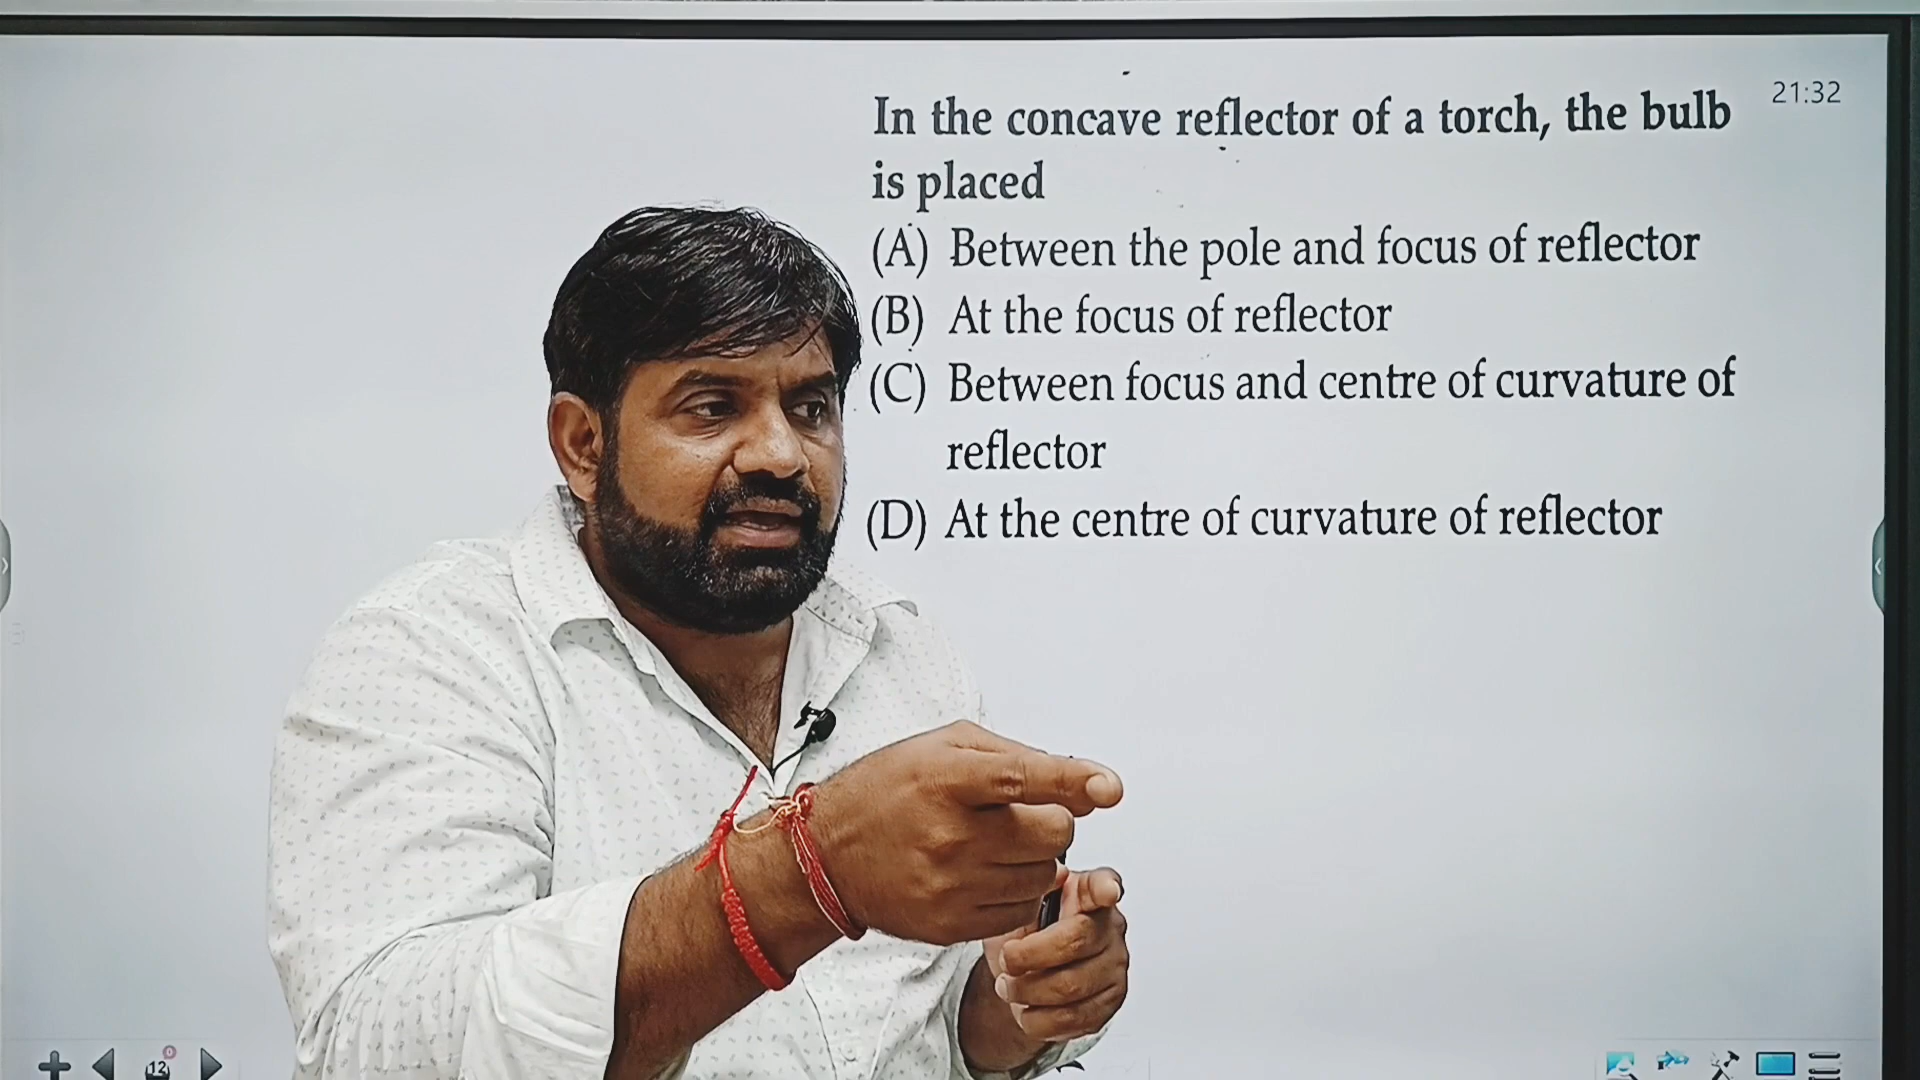 21:32
In the concave reflector of a torch, the bulb
is placed
(A) Between the pole and focus of reflector
(B) At the focus of reflector
(C) Between focus and centre of curvature of
reflector
(D) At the centre of curvature of reflector
12
0